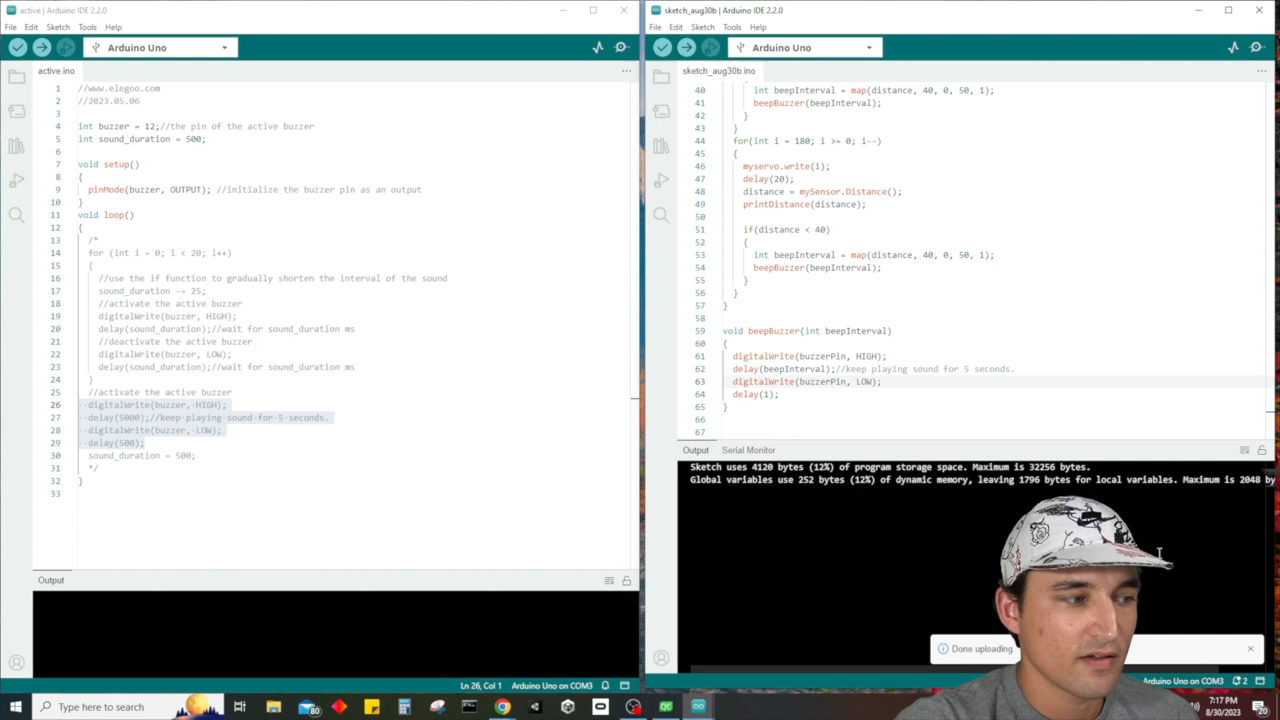 active | Arduino IDE 2.2.0
File Edit Sketch Tools Help
Arduino Uno
active.ino
1 //www.elegoo.com
2 //2023.05.06
3
4 int buzzer = 12;//the pin of the active buzzer
5 int sound_duration = 500;
6
7 void setup()
8 {
9 pinMode(buzzer, OUTPUT); //initialize the buzzer pin as an output
10 }
11 void loop()
12 {
13 /*
14 for (int i = 0; i < 20; i++)
15 {
16 //use the if function to gradually shorten the interval of the sound
17 sound_duration -= 25;
18 //activate the active buzzer
19 digitalWrite(buzzer, HIGH);
20 delay(sound_duration);//wait for sound_duration ms
21 //deactivate the active buzzer
22 digitalWrite(buzzer, LOW);
23 delay(sound_duration);//wait for sound_duration ms
24 }
25 //activate the active buzzer
26 digitalWrite(buzzer, HIGH);
27 delay(5000);//keep playing sound for 5 seconds.
28 digitalWrite(buzzer, LOW);
29 delay(500);
30 sound_duration = 500;
31 */
32 }
33
Output
Ln 26, Col 1 Arduino Uno on COM3
sketch_aug30b | Arduino IDE 2.2.0
File Edit Sketch Tools Help
Arduino Uno
sketch_aug30b.ino
40 int beepInterval = map(distance, 40, 0, 50, 1);
41 beepBuzzer(beepInterval);
42 }
43 }
44 for(int i = 180; i >= 0; i--)
45 {
46 myservo.write(i);
47 delay(20);
48 distance = mySensor.Distance();
49 printDistance(distance);
50
51 if(distance < 40)
52 {
53 int beepInterval = map(distance, 40, 0, 50, 1);
54 beepBuzzer(beepInterval);
55 }
56 }
57 }
58
59 void beepBuzzer(int beepInterval)
60 {
61 digitalWrite(buzzerPin, HIGH);
62 delay(beepInterval);//keep playing sound for 5 seconds.
63 digitalWrite(buzzerPin, LOW);
64 delay(1);
65 }
66
67
Output Serial Monitor
Sketch uses 4120 bytes (12%) of program storage space. Maximum is 32256 bytes.
Global variables use 252 bytes (12%) of dynamic memory, leaving 1796 bytes for local variables. Maximum is 2048 by
Done uploading.
Arduino Uno on COM3 2
Type here to search
80
7:17 PM
8/30/2023
20